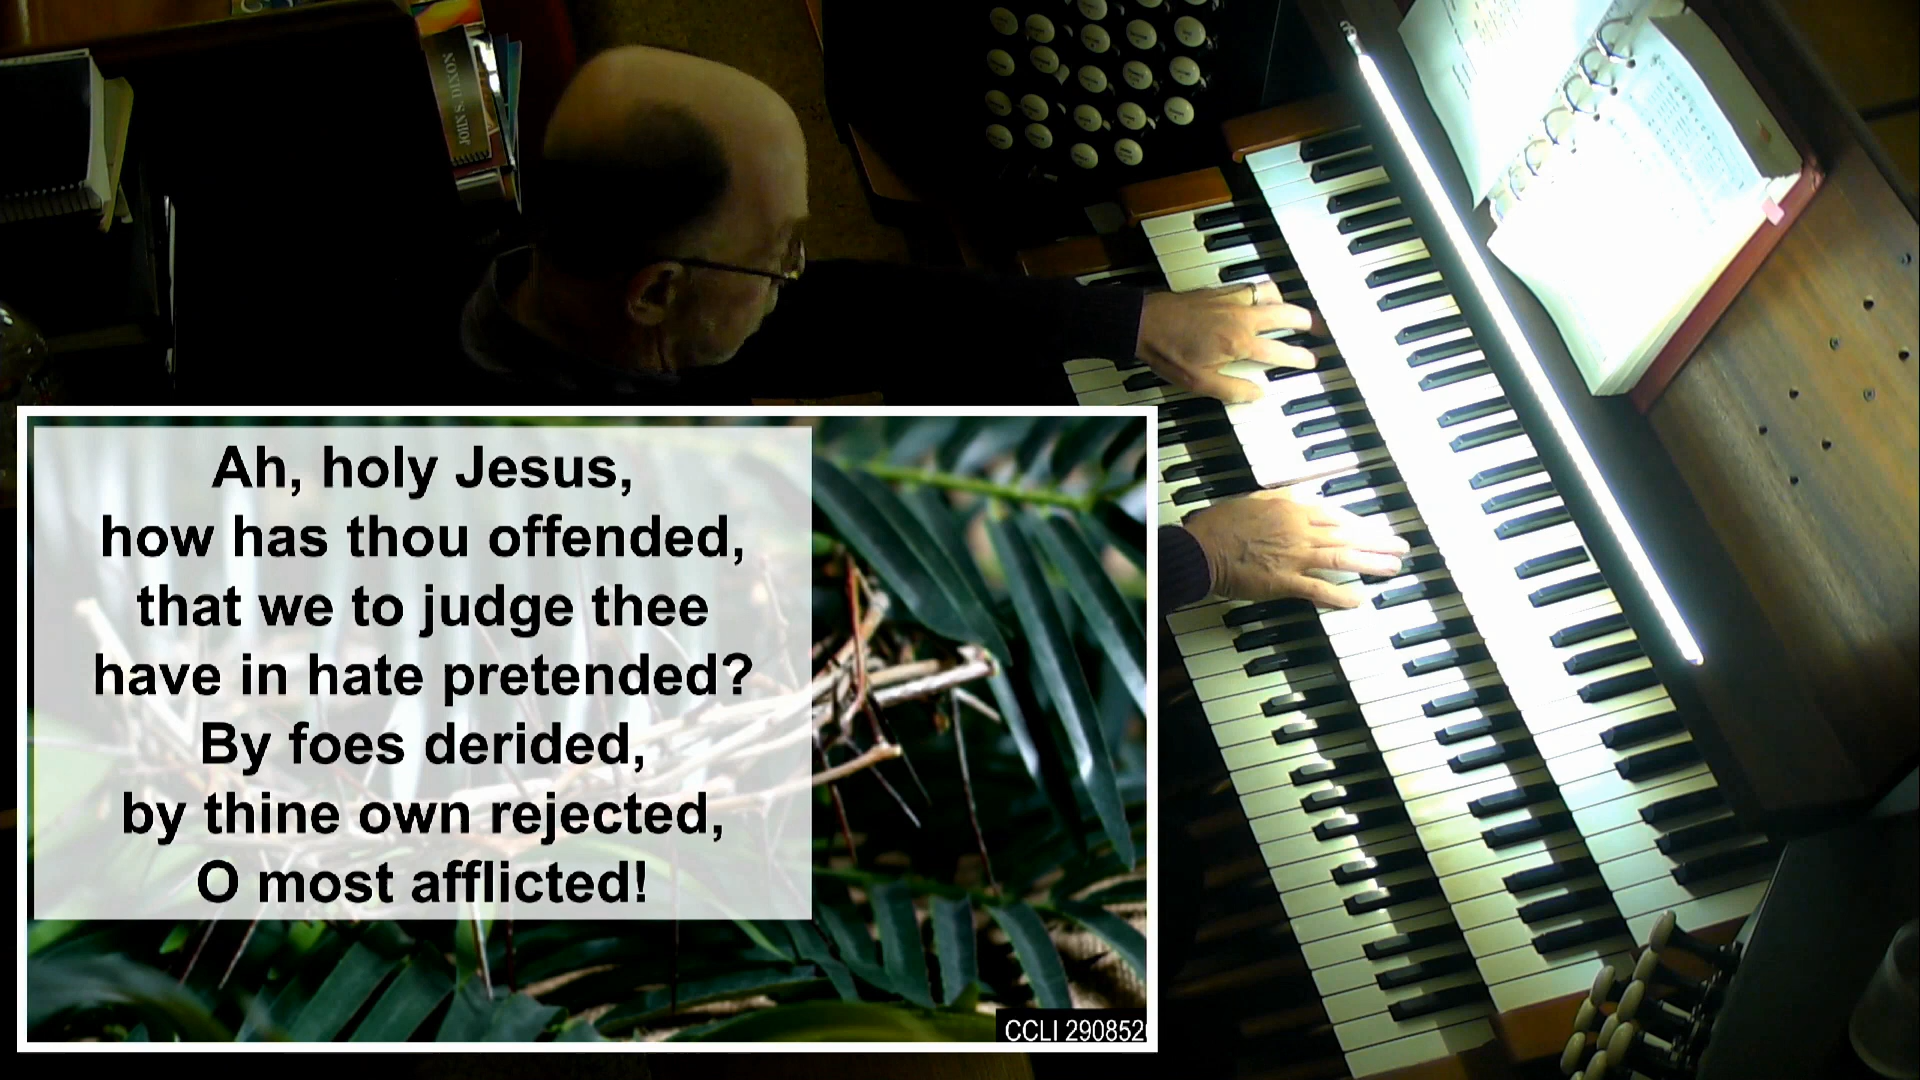 JOHN S. DIXON
Ah, holy Jesus,
how has thou offended,
that we to judge thee
have in hate pretended?
By foes derided,
by thine own rejected,
O most afflicted!
CCLI 290852